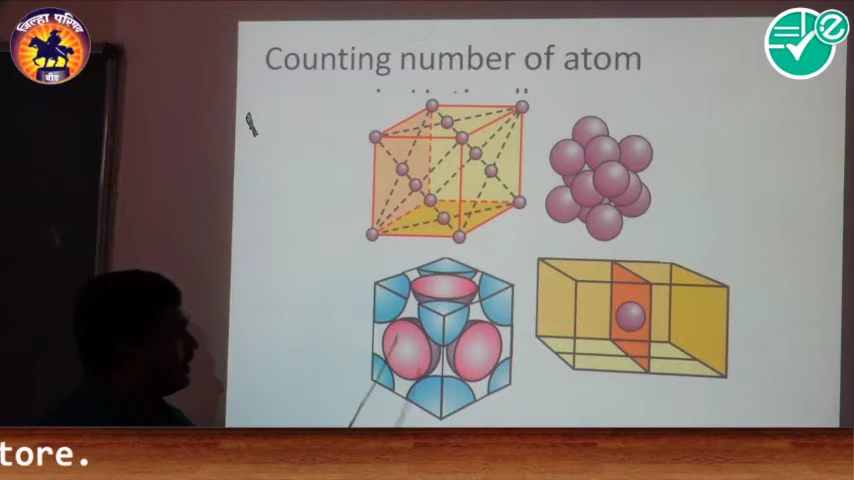 जिल्हा परिषद
बीड
e
Counting number of atom
tore.